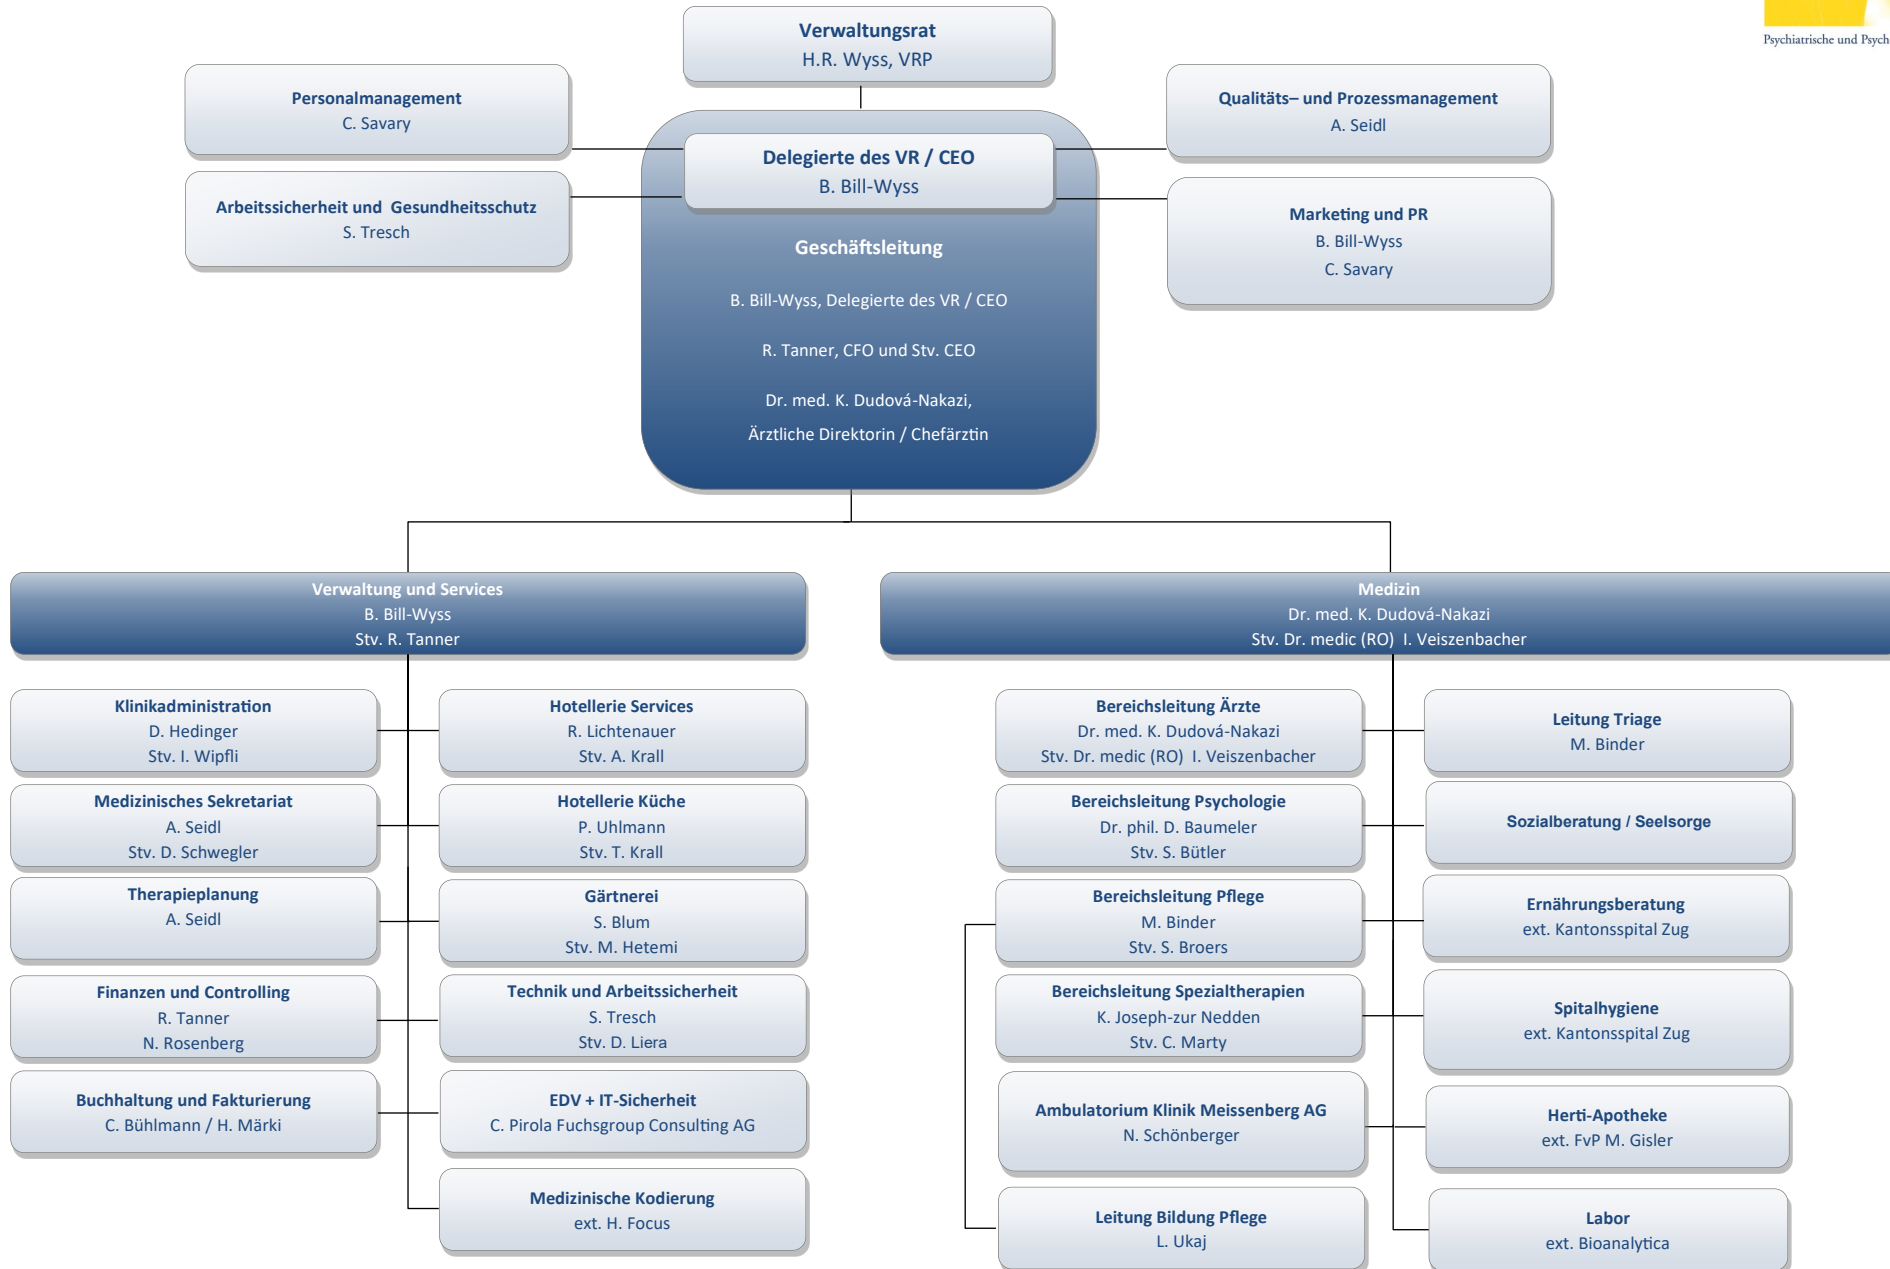 Psychiatrische und Psych
Verwaltungsrat
H.R. Wyss, VRP
Personalmanagement
C. Savary
Qualitäts– und Prozessmanagement
A. Seidl
Delegierte des VR / CEO
B. Bill-Wyss
Arbeitssicherheit und  Gesundheitsschutz
S. Tresch
Marketing und PR
B. Bill-Wyss
C. Savary
Geschäftsleitung
B. Bill-Wyss, Delegierte des VR / CEO
R. Tanner, CFO und Stv. CEO
Dr. med. K. Dudová-Nakazi,
Ärztliche Direktorin / Chefärztin
Verwaltung und Services
B. Bill-Wyss
Stv. R. Tanner
Klinikadministration
D. Hedinger
Stv. I. Wipfli
Hotellerie Services
R. Lichtenauer
Stv. A. Krall
Medizinisches Sekretariat
A. Seidl
Stv. D. Schwegler
Hotellerie Küche
P. Uhlmann
Stv. T. Krall
Therapieplanung
A. Seidl
Gärtnerei
S. Blum
Stv. M. Hetemi
Finanzen und Controlling
R. Tanner
N. Rosenberg
Technik und Arbeitssicherheit
S. Tresch
Stv. D. Liera
Buchhaltung und Fakturierung
C. Bühlmann / H. Märki
EDV + IT-Sicherheit
C. Pirola Fuchsgroup Consulting AG
Medizinische Kodierung
ext. H. Focus
Medizin
Dr. med. K. Dudová-Nakazi
Stv. Dr. medic (RO)  I. Veiszenbacher
Bereichsleitung Ärzte
Dr. med. K. Dudová-Nakazi
Stv. Dr. medic (RO)  I. Veiszenbacher
Leitung Triage
M. Binder
Bereichsleitung Psychologie
Dr. phil. D. Baumeler
Stv. S. Bütler
Sozialberatung / Seelsorge
Bereichsleitung Pflege
M. Binder
Stv. S. Broers
Ernährungsberatung
ext. Kantonsspital Zug
Bereichsleitung Spezialtherapien
K. Joseph-zur Nedden
Stv. C. Marty
Spitalhygiene
ext. Kantonsspital Zug
Ambulatorium Klinik Meissenberg AG
N. Schönberger
Herti-Apotheke
ext. FvP M. Gisler
Leitung Bildung Pflege
L. Ukaj
Labor
ext. Bioanalytica